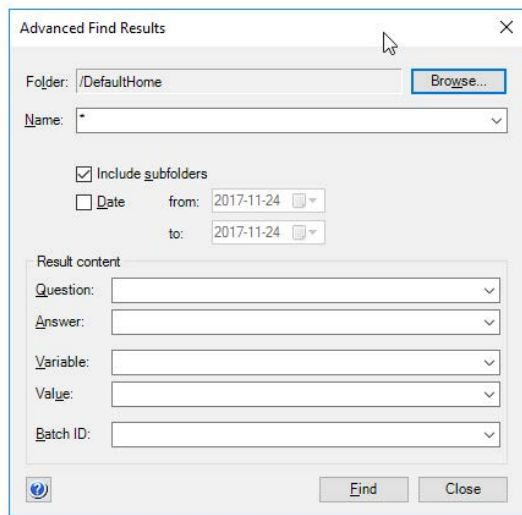 Advanced Find Results
Folder: /DefaultHome Browse...
Name: *
Include subfolders
Date from: 2017-11-24
to: 2017-11-24
Result content
Question:
Answer:
Variable:
Value:
Batch ID:
? Find Close